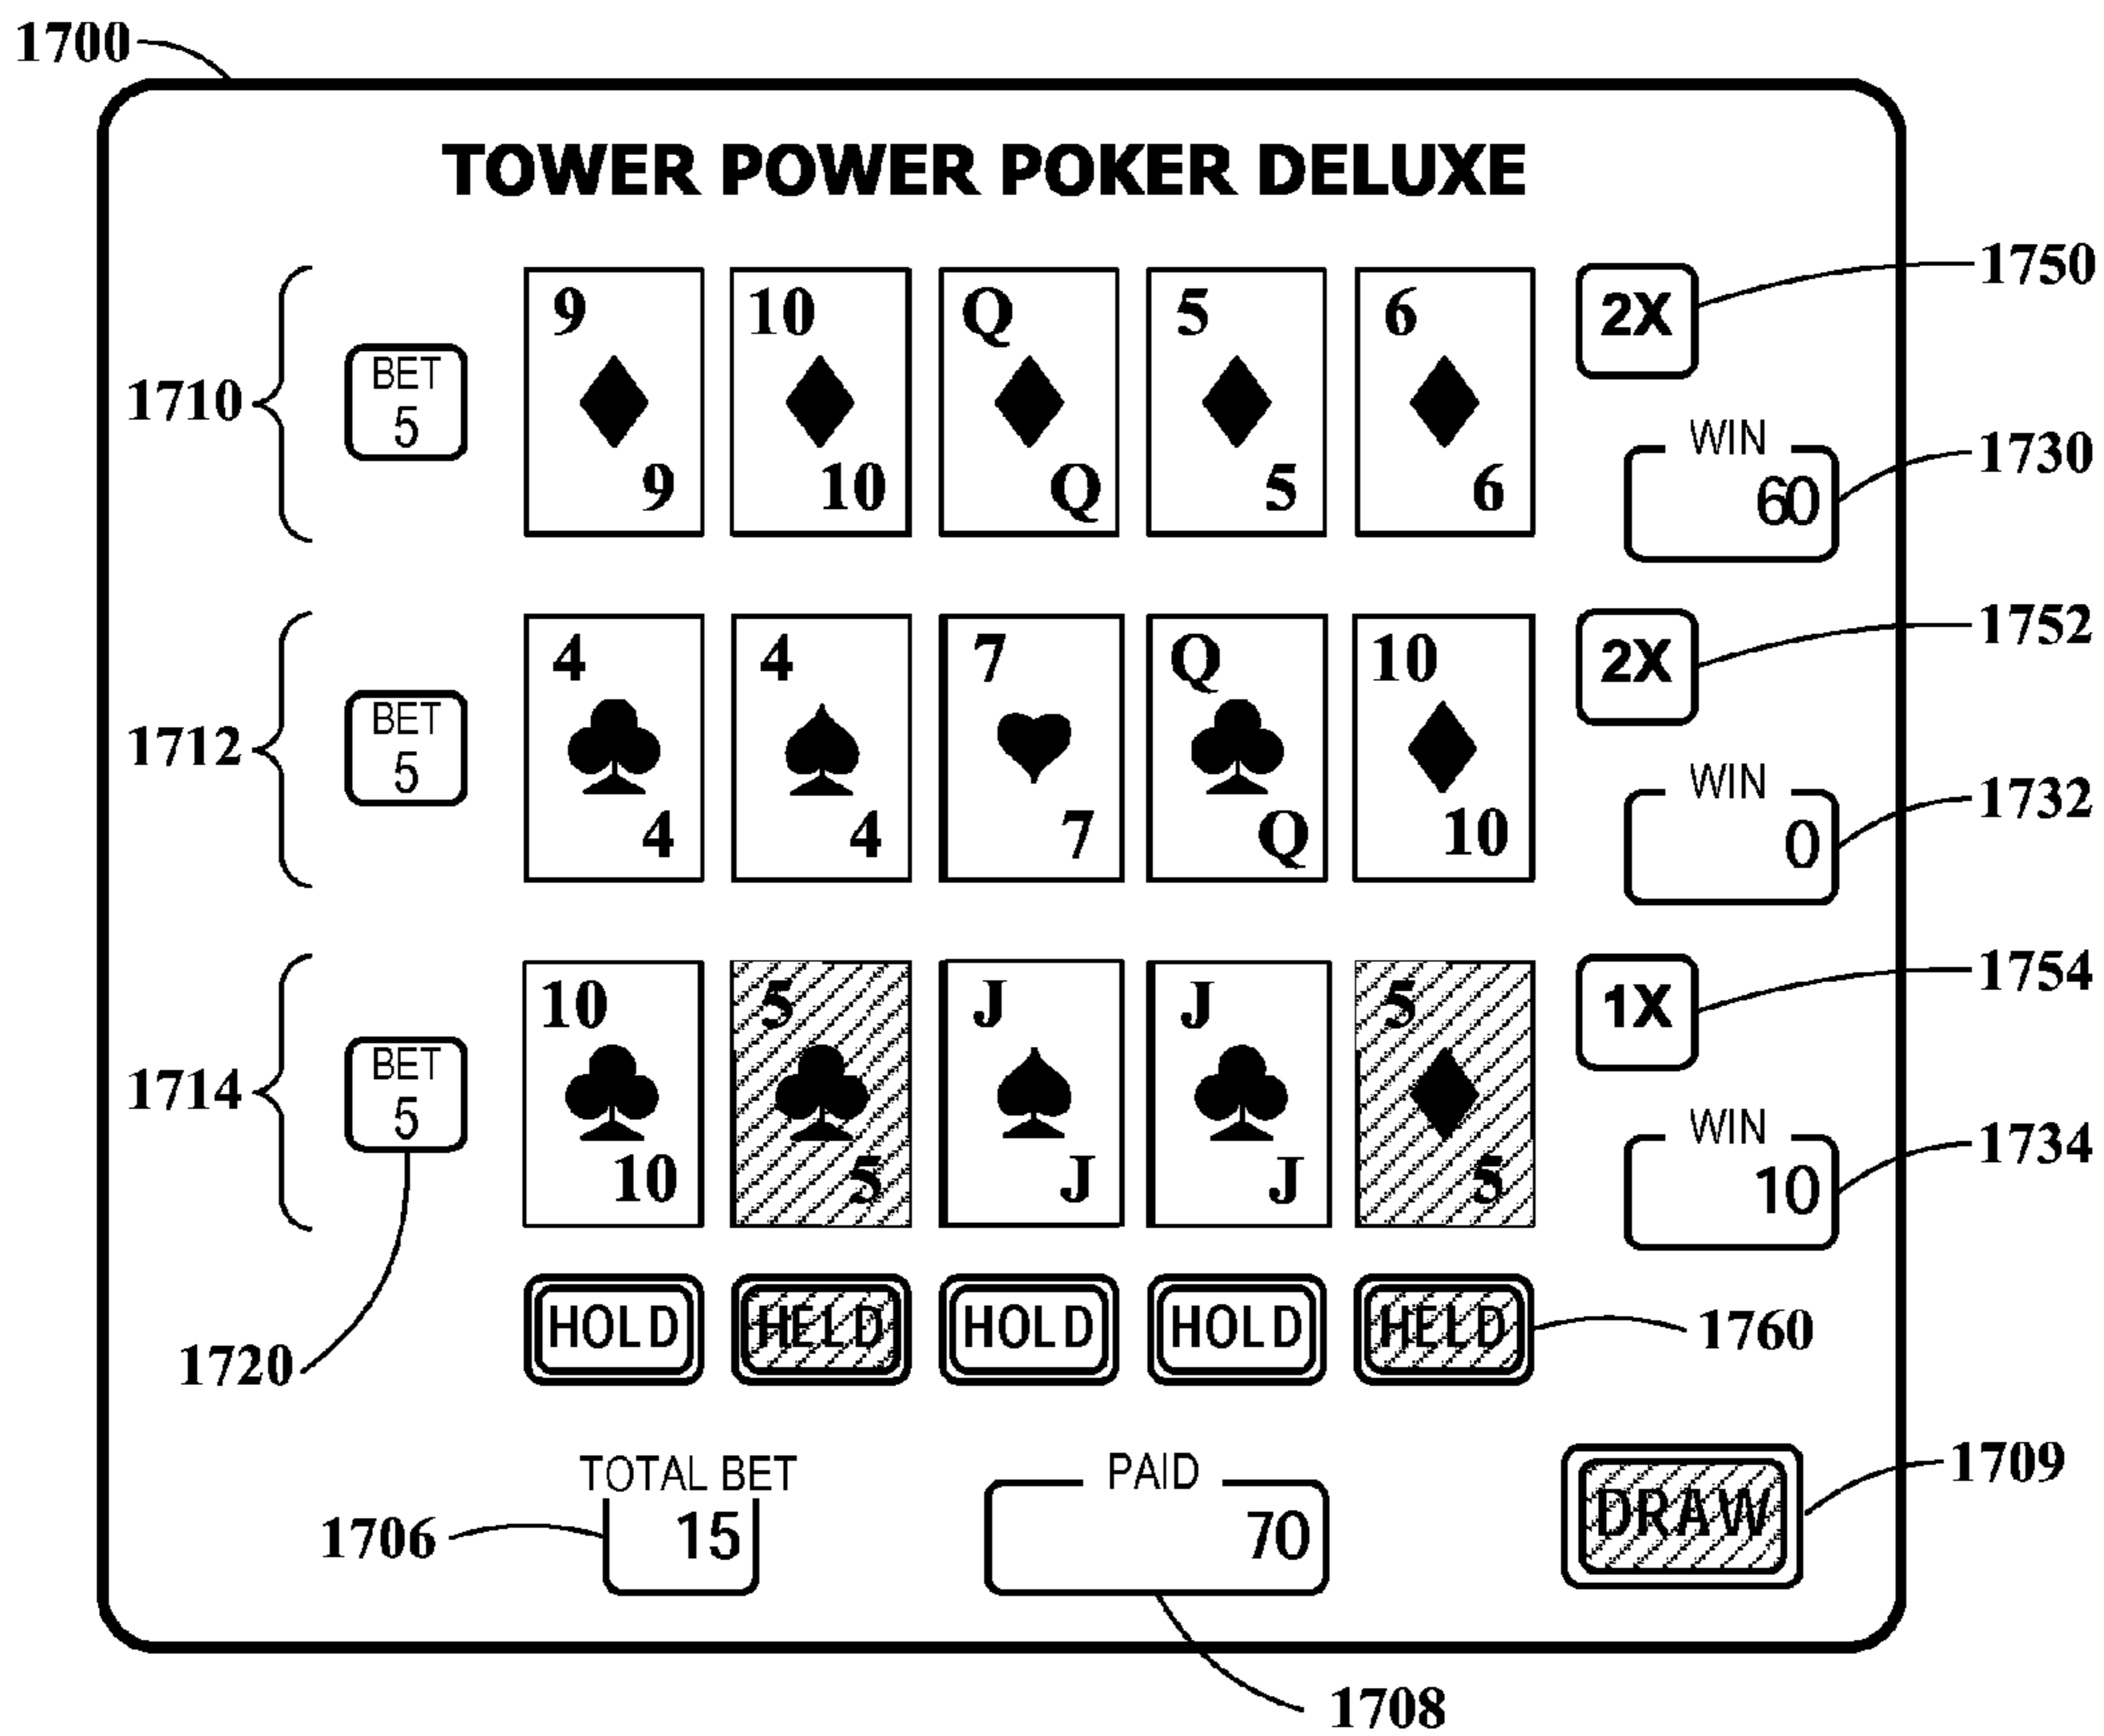 1700
TOWER POWER POKER DELUXE
1710
BET
5
9 9
10 10
Q Q
5 5
6 6
2X
1750
WIN
60
1730
1712
BET
5
4 4
4 4
7 7
Q Q
10 10
2X
1752
WIN
0
1732
1714
BET
5
10 10
5 5
J J
J J
5 5
1X
1754
WIN
10
1734
1720
HOLD HELD HOLD HOLD HELD
1760
TOTAL BET
15
1706
PAID
70
1708
DRAW
1709